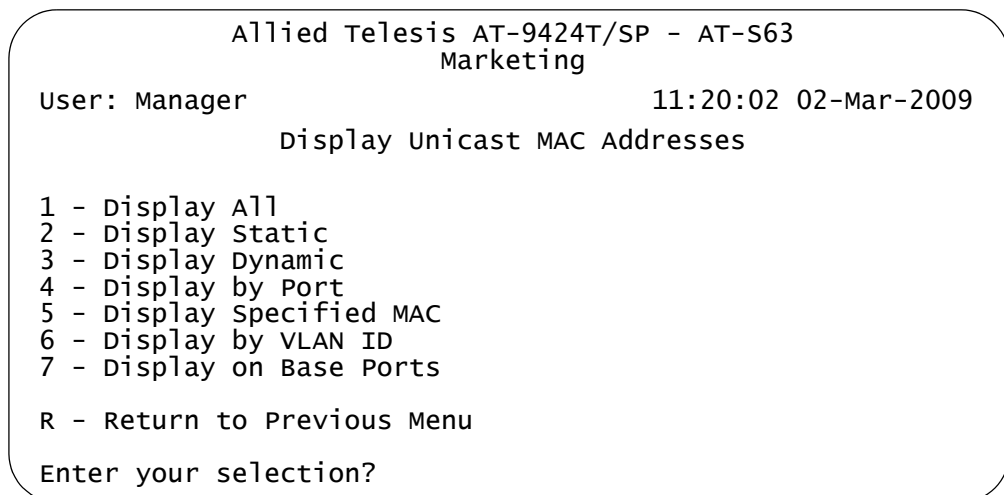 Allied Telesis AT-9424T/SP - AT-S63
Marketing
User: Manager 11:20:02 02-Mar-2009
Display Unicast MAC Addresses
1 - Display All
2 - Display Static
3 - Display Dynamic
4 - Display by Port
5 - Display Specified MAC
6 - Display by VLAN ID
7 - Display on Base Ports
R - Return to Previous Menu
Enter your selection?